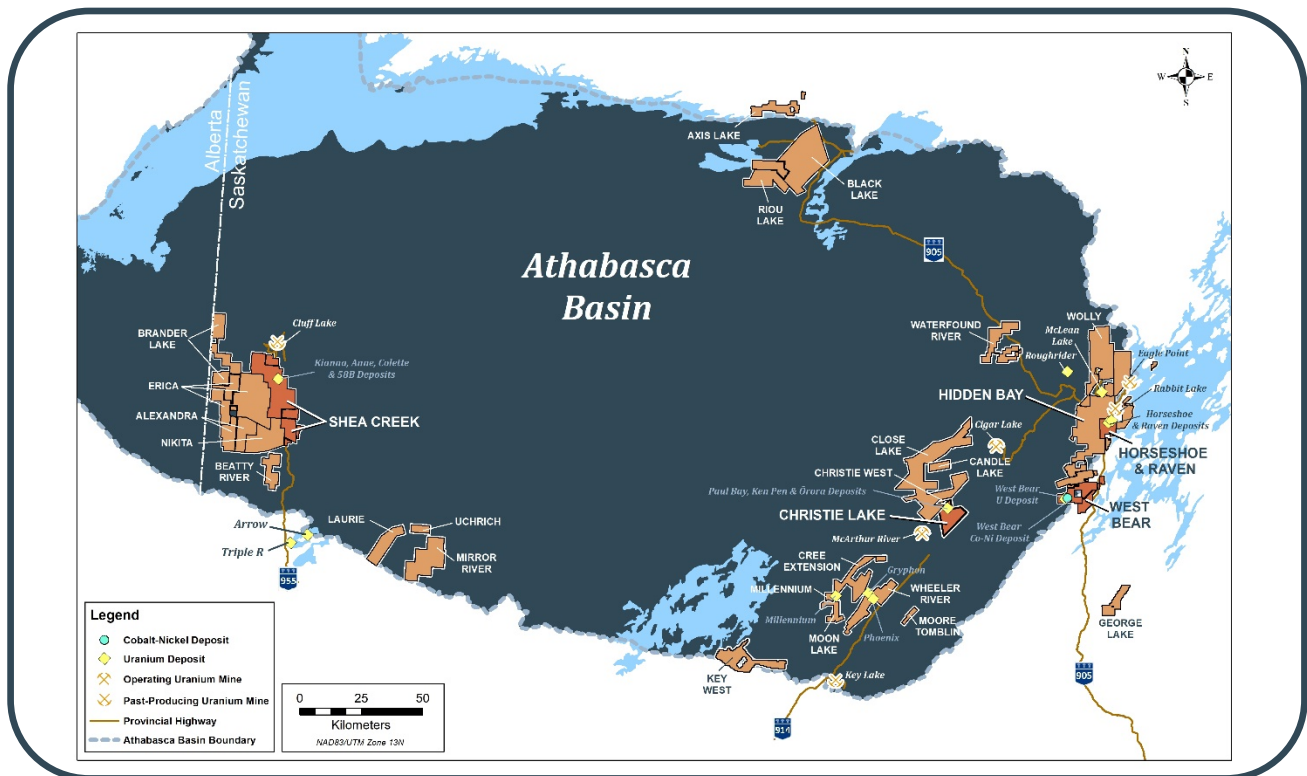 N
W
E
S
AXIS LAKE
Alberta
Saskatchewan
BLACK
LAKE
RIOU
LAKE
905
Athabasca
Basin
BRANDER
LAKE
Cluff Lake
Kianna, Anne, Colette
& 58B Deposits
ERICA
ALEXANDRA
SHEA CREEK
NIKITA
BEATTY
RIVER
WATERFOUND
RIVER
WOLLY
McLean
Lake
Roughrider
Eagle Point
Rabbit Lake
HIDDEN BAY
Horseshoe
& Raven Deposits
HORSESHOE
& RAVEN
Cigar Lake
CLOSE
LAKE
CANDLE
LAKE
CHRISTIE WEST
Paul Bay, Ken Pen & Ōrora Deposits
CHRISTIE LAKE
West Bear
U Deposit
WEST
BEAR
West Bear
Co-Ni Deposit
McArthur River
Arrow
Triple R
955
LAURIE
UCHRICH
MIRROR
RIVER
CREE
EXTENSION
Gryphon
MILLENNIUM
WHEELER
RIVER
Millennium
MOON
LAKE
Phoenix
MOORE
TOMBLIN
GEORGE
LAKE
KEY
WEST
Key Lake
914
905
Legend
Cobalt-Nickel Deposit
Uranium Deposit
Operating Uranium Mine
Past-Producing Uranium Mine
Provincial Highway
Athabasca Basin Boundary
0 25 50
Kilometers
NAD83/UTM Zone 13N